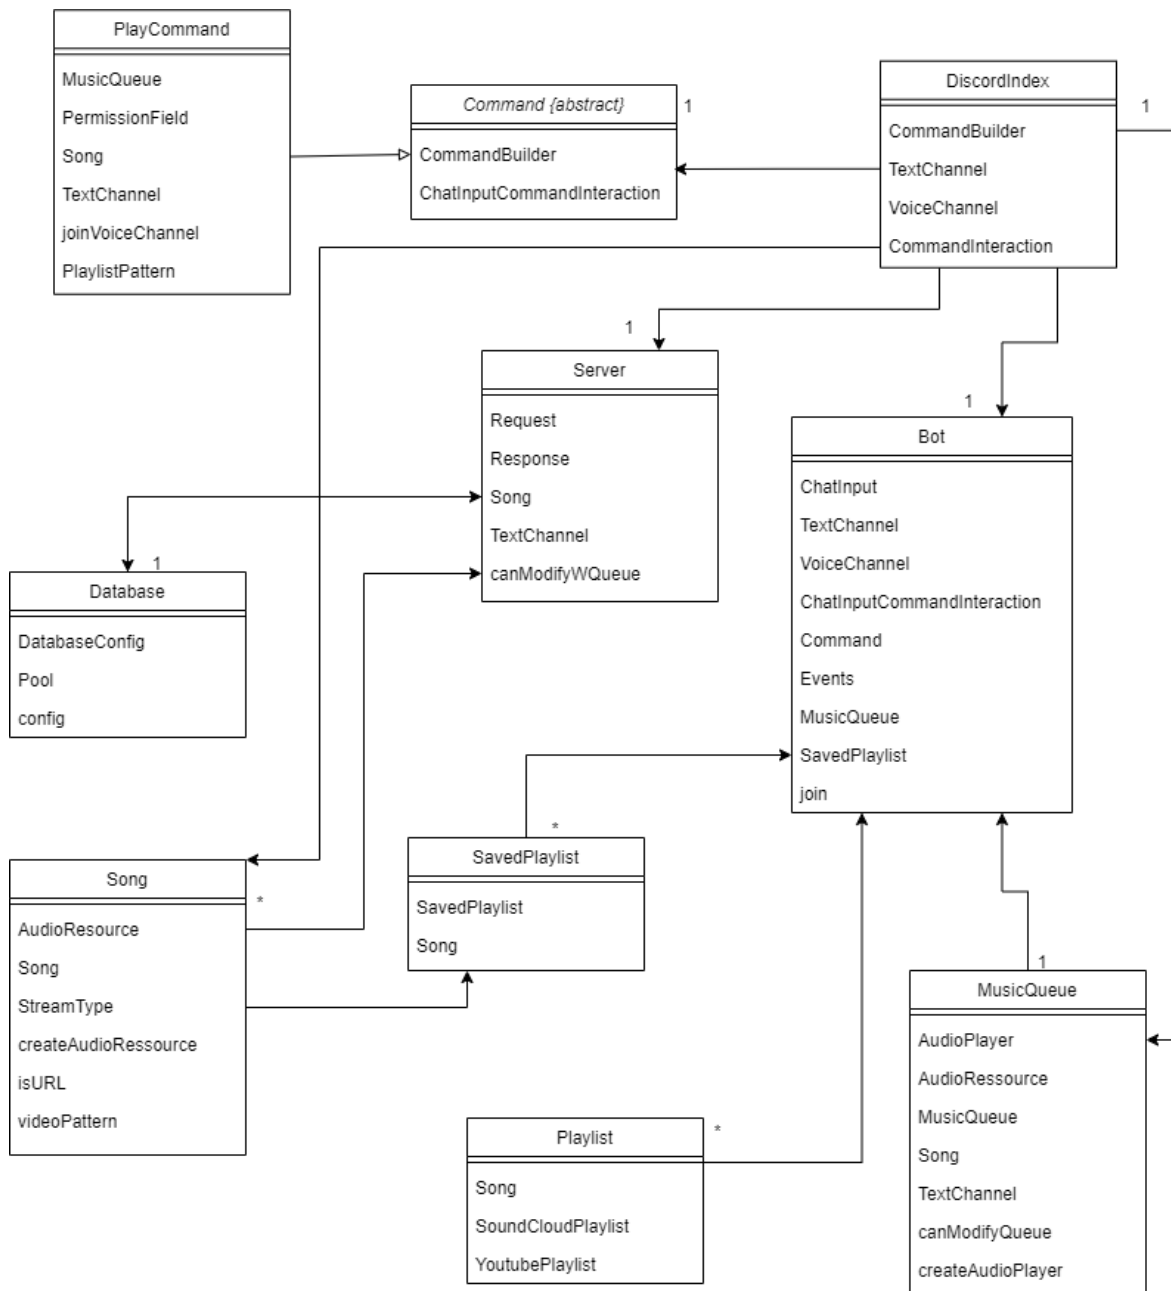 PlayCommand
MusicQueue
PermissionField
Song
TextChannel
joinVoiceChannel
PlaylistPattern
Command {abstract}
1
CommandBuilder
ChatInputCommandInteraction
DiscordIndex
1
CommandBuilder
TextChannel
VoiceChannel
CommandInteraction
1
Server
Request
Response
Song
TextChannel
canModifyWQueue
1
Bot
ChatInput
TextChannel
VoiceChannel
ChatInputCommandInteraction
Command
Events
MusicQueue
SavedPlaylist
join
1
Database
DatabaseConfig
Pool
config
*
SavedPlaylist
SavedPlaylist
Song
Song
*
AudioResource
Song
StreamType
createAudioRessource
isURL
videoPattern
1
MusicQueue
AudioPlayer
AudioRessource
MusicQueue
Song
TextChannel
canModifyQueue
createAudioPlayer
Playlist
*
Song
SoundCloudPlaylist
YoutubePlaylist